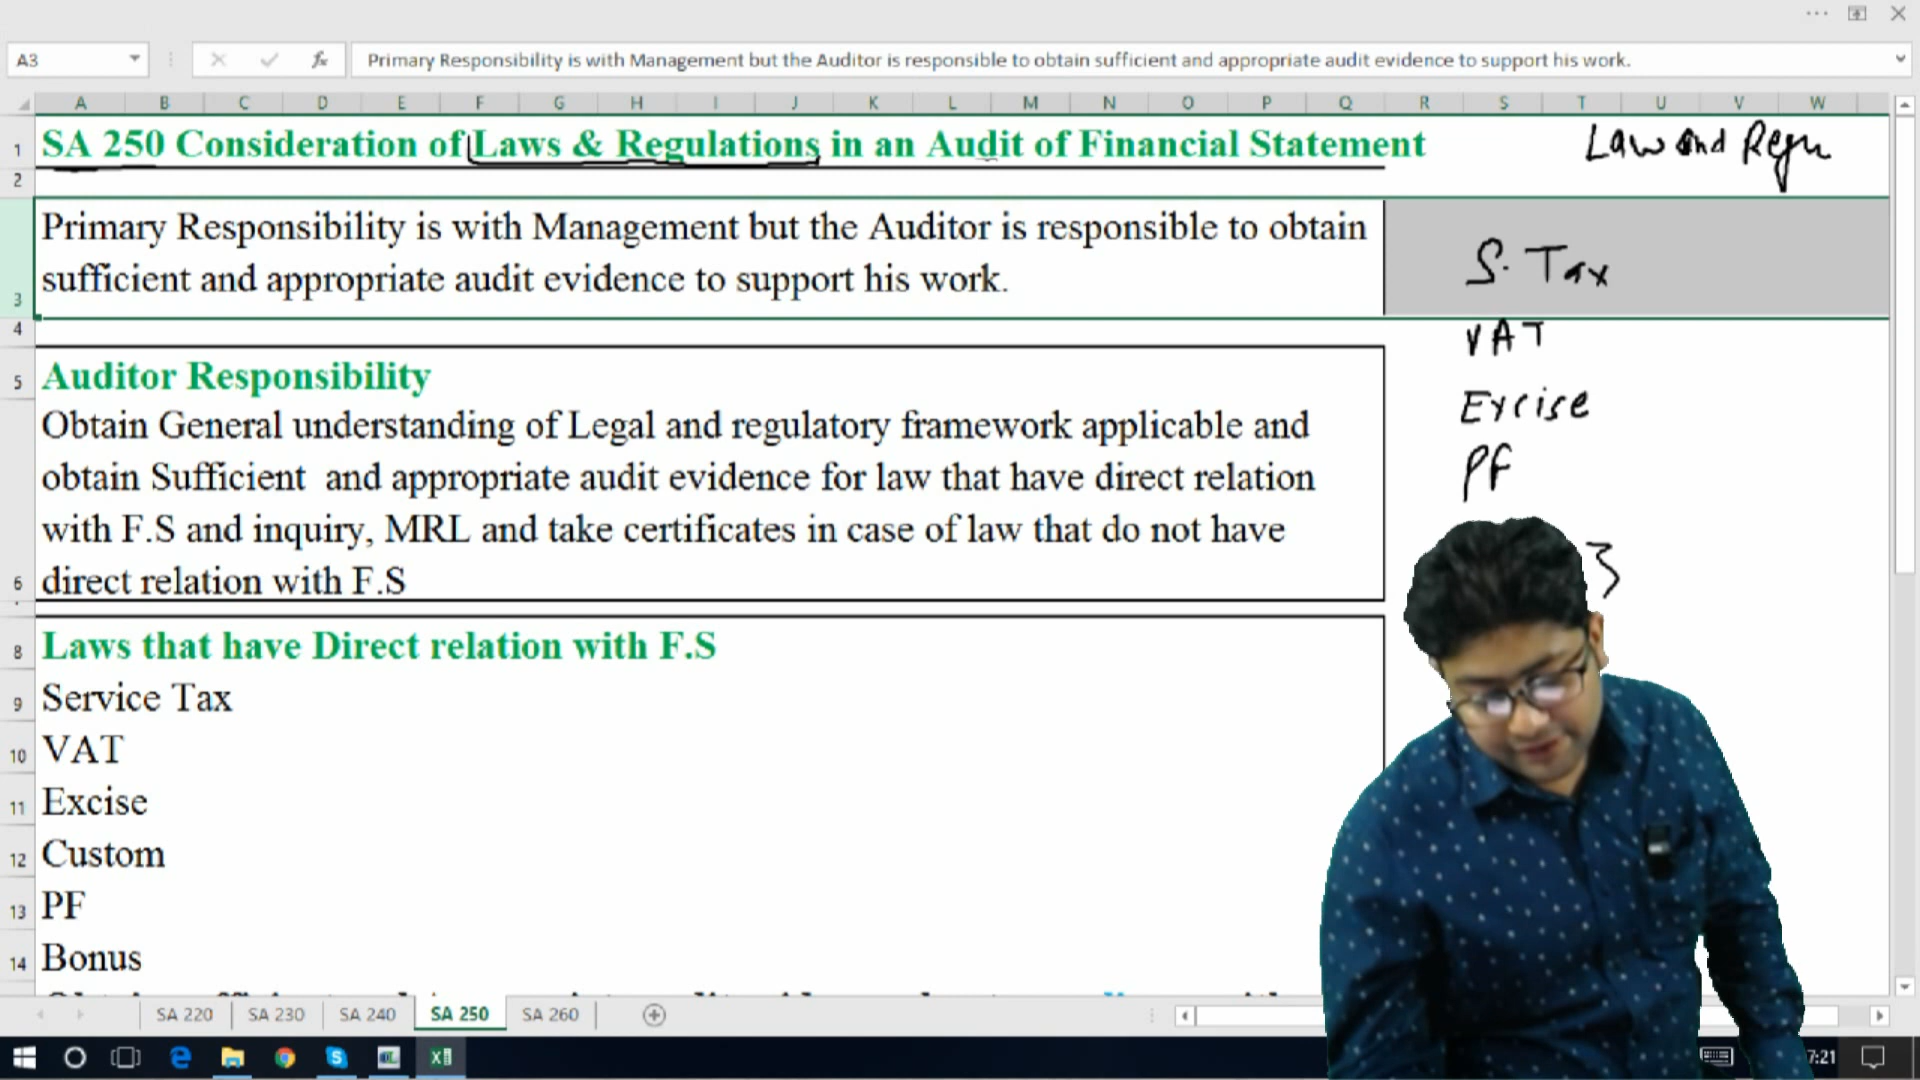 A3
fx
Primary Responsibility is with Management but the Auditor is responsible to obtain sufficient and appropriate audit evidence to support his work.
A B C D E F G H I J K L M N O P Q R S T U V W
1 SA 250 Consideration of Laws & Regulations in an Audit of Financial Statement
Law and Regu
2
Primary Responsibility is with Management but the Auditor is responsible to obtain
3 sufficient and appropriate audit evidence to support his work.
S. Tax
4
VAT
5 Auditor Responsibility
Excise
Obtain General understanding of Legal and regulatory framework applicable and
obtain Sufficient and appropriate audit evidence for law that have direct relation
PF
with F.S and inquiry, MRL and take certificates in case of law that do not have
6 direct relation with F.S
8 Laws that have Direct relation with F.S
9 Service Tax
10 VAT
11 Excise
12 Custom
13 PF
14 Bonus
SA 220 SA 230 SA 240 SA 250 SA 260
7:21